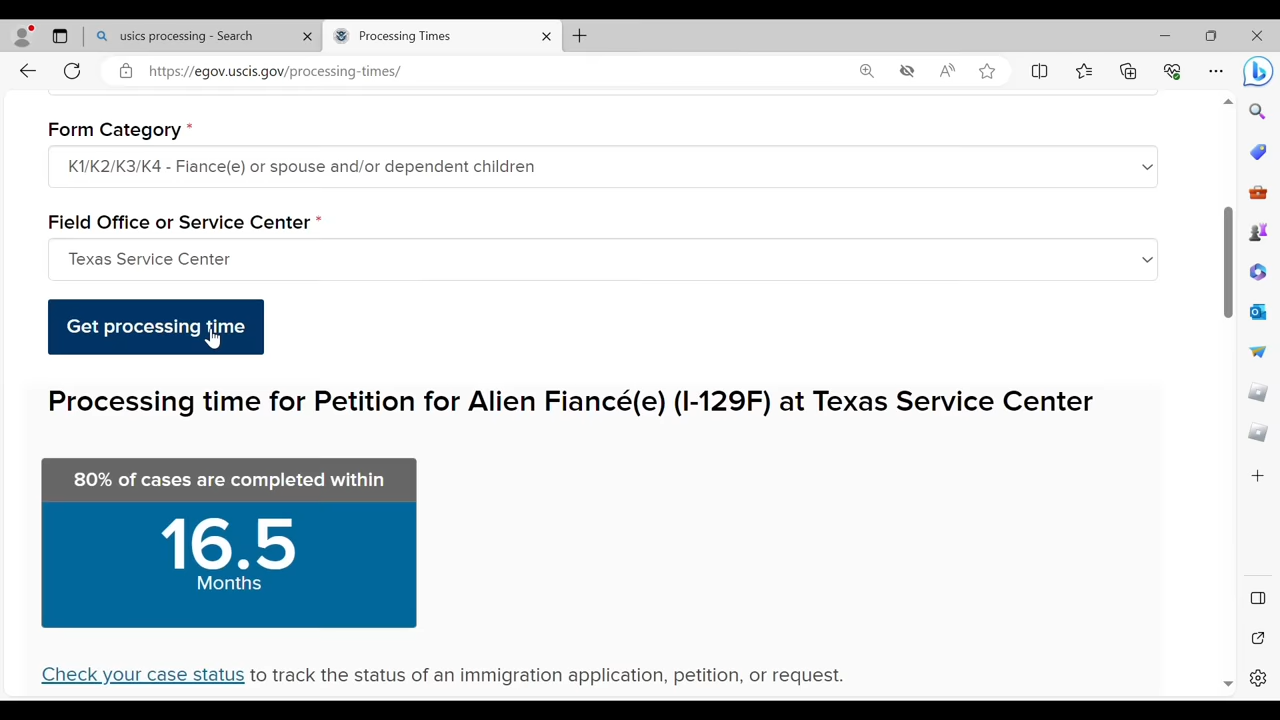 usics processing - Search
Processing Times
https://egov.uscis.gov/processing-times/
Form Category *
K1/K2/K3/K4 - Fiance(e) or spouse and/or dependent children
Field Office or Service Center *
Texas Service Center
Get processing time
Processing time for Petition for Alien Fiancé(e) (I-129F) at Texas Service Center
80% of cases are completed within
16.5
Months
Check your case status to track the status of an immigration application, petition, or request.